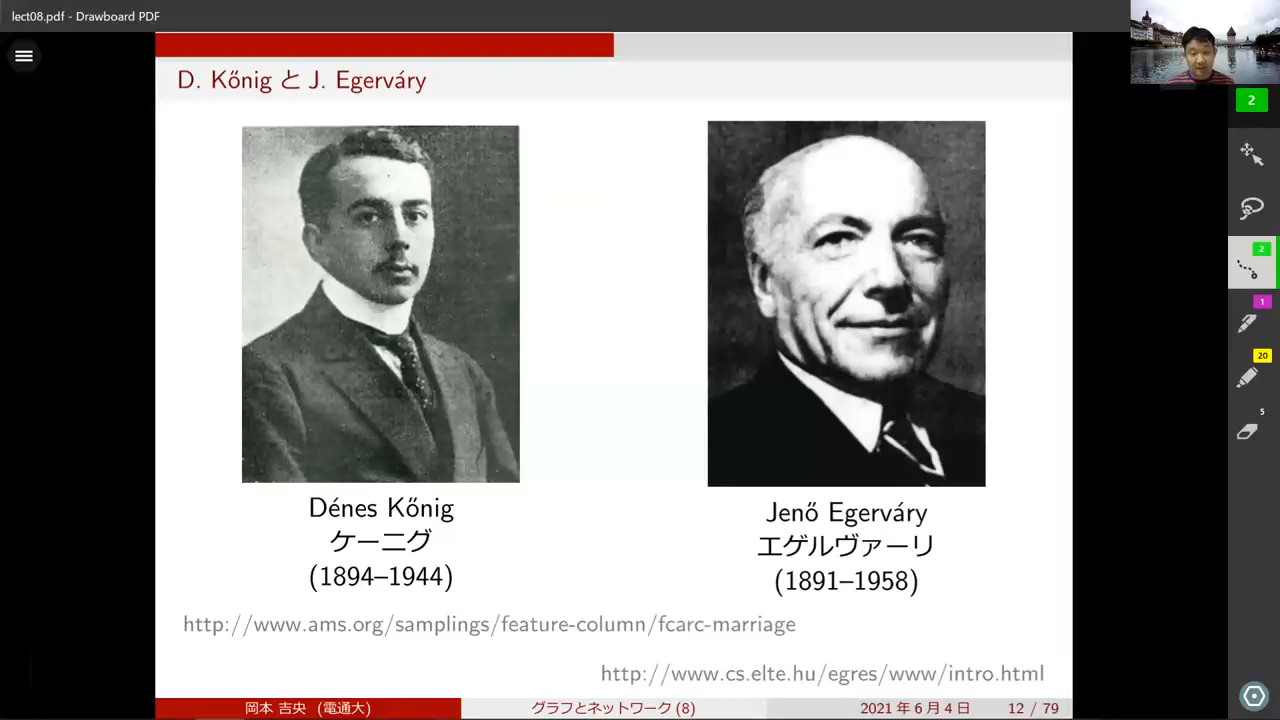 lect08.pdf - Drawboard PDF
D. Kőnig と J. Egerváry
Dénes Kőnig
ケーニグ
(1894–1944)
Jenő Egerváry
エゲルヴァーリ
(1891–1958)
http://www.ams.org/samplings/feature-column/fcarc-marriage
http://www.cs.elte.hu/egres/www/intro.html
岡本 吉央 (電通大)
グラフとネットワーク (8)
2021 年 6 月 4 日
12 / 79
2
2
1
20
5